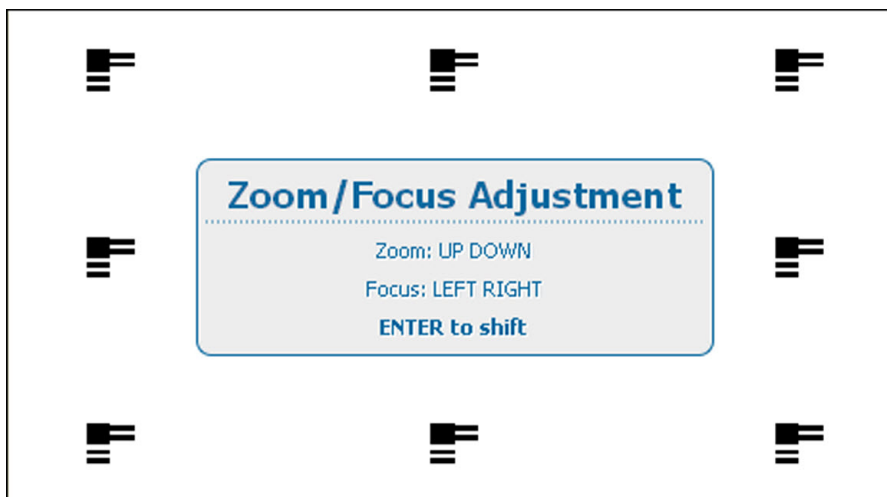 Zoom/Focus Adjustment
Zoom: UP DOWN
Focus: LEFT RIGHT
ENTER to shift